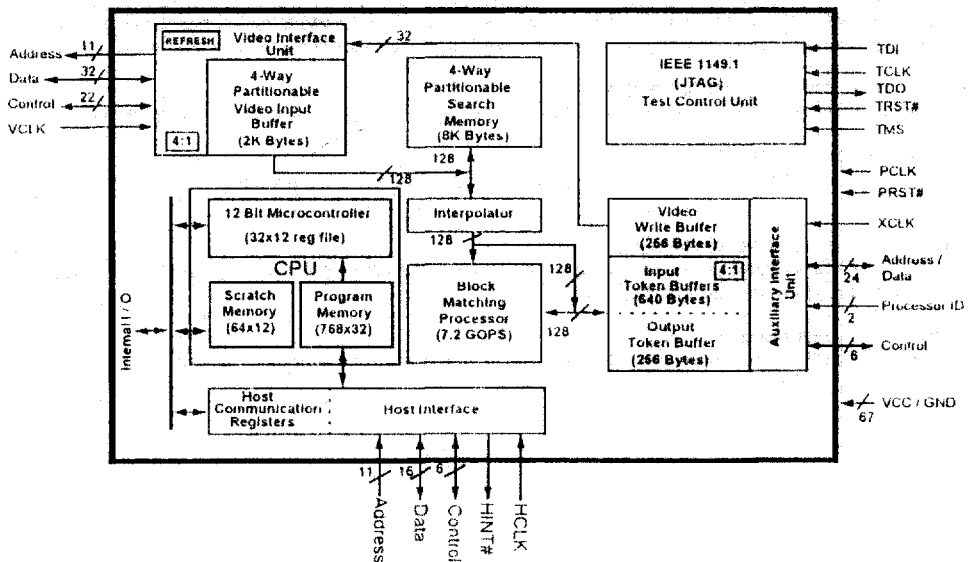 Address 11
Data 32
Control 22
VCLK
REFRESH
Video Interface
Unit
4-Way
Partitionable
Video Input
Buffer
(2K Bytes)
4:1
32
4-Way
Partitionable
Search
Memory
(8K Bytes)
128
128
IEEE 1149.1
(JTAG)
Test Control Unit
TDI
TCLK
TDO
TRST#
TMS
PCLK
PRST#
XCLK
Address /
Data
24
Processor ID
2
Control
6
VCC / GND
67
12 Bit Microcontroller
(32x12 reg file)
CPU
Scratch
Memory
(64x12)
Program
Memory
(768x32)
Internal I/O
Interpolator
128
Block
Matching
Processor
(7.2 GOPS)
128
128
Video
Write Buffer
(256 Bytes)
Input
Token Buffers
(640 Bytes)
4:1
Output
Token Buffer
(256 Bytes)
Auxiliary Interface
Unit
Host
Communication
Registers
Host Interface
11
16
6
Address
Data
Control
HINT#
HCLK